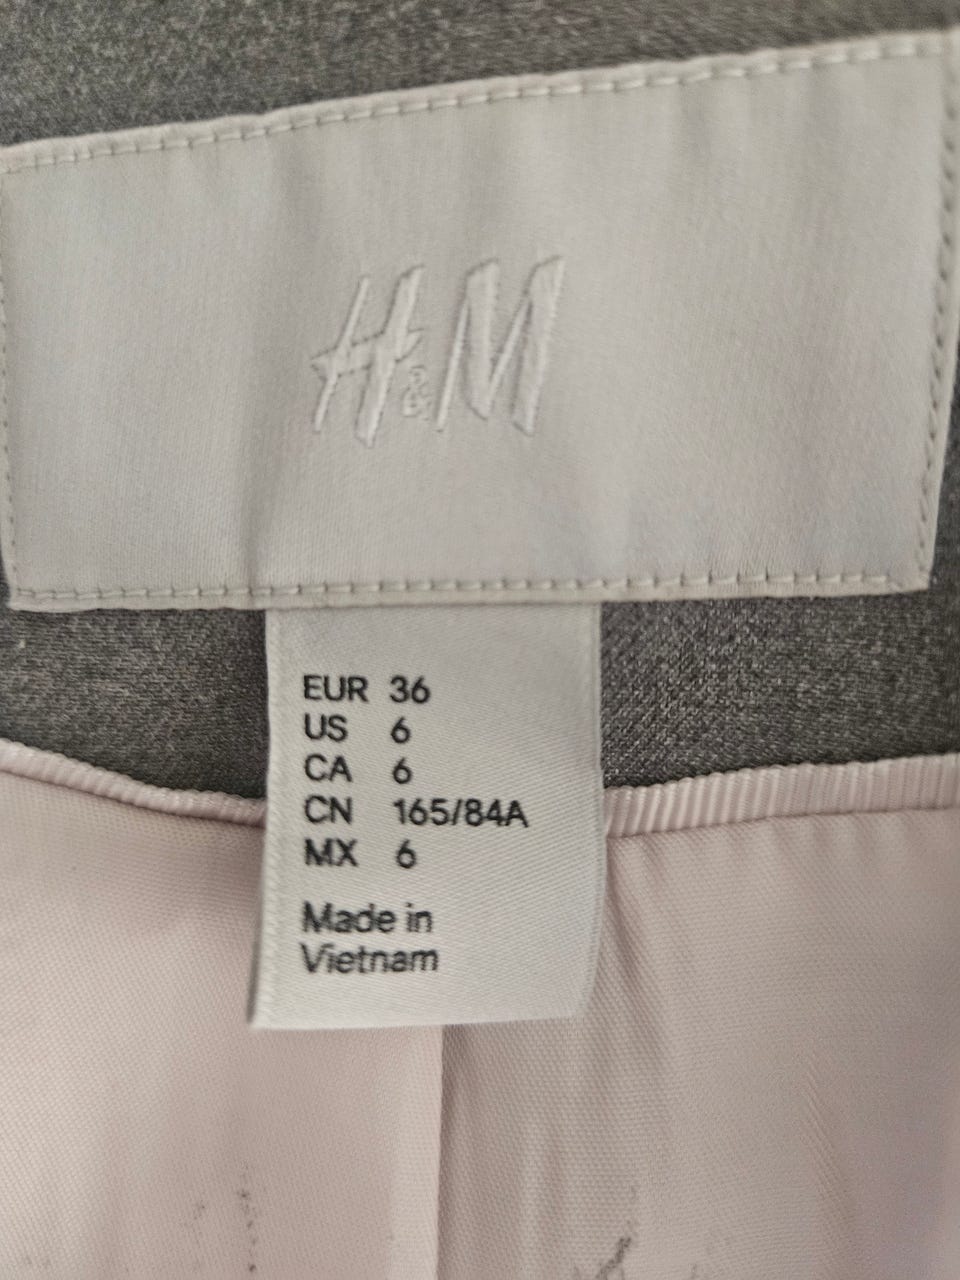 H&M
EUR 36
US 6
CA 6
CN 165/84A
MX 6
Made in
Vietnam